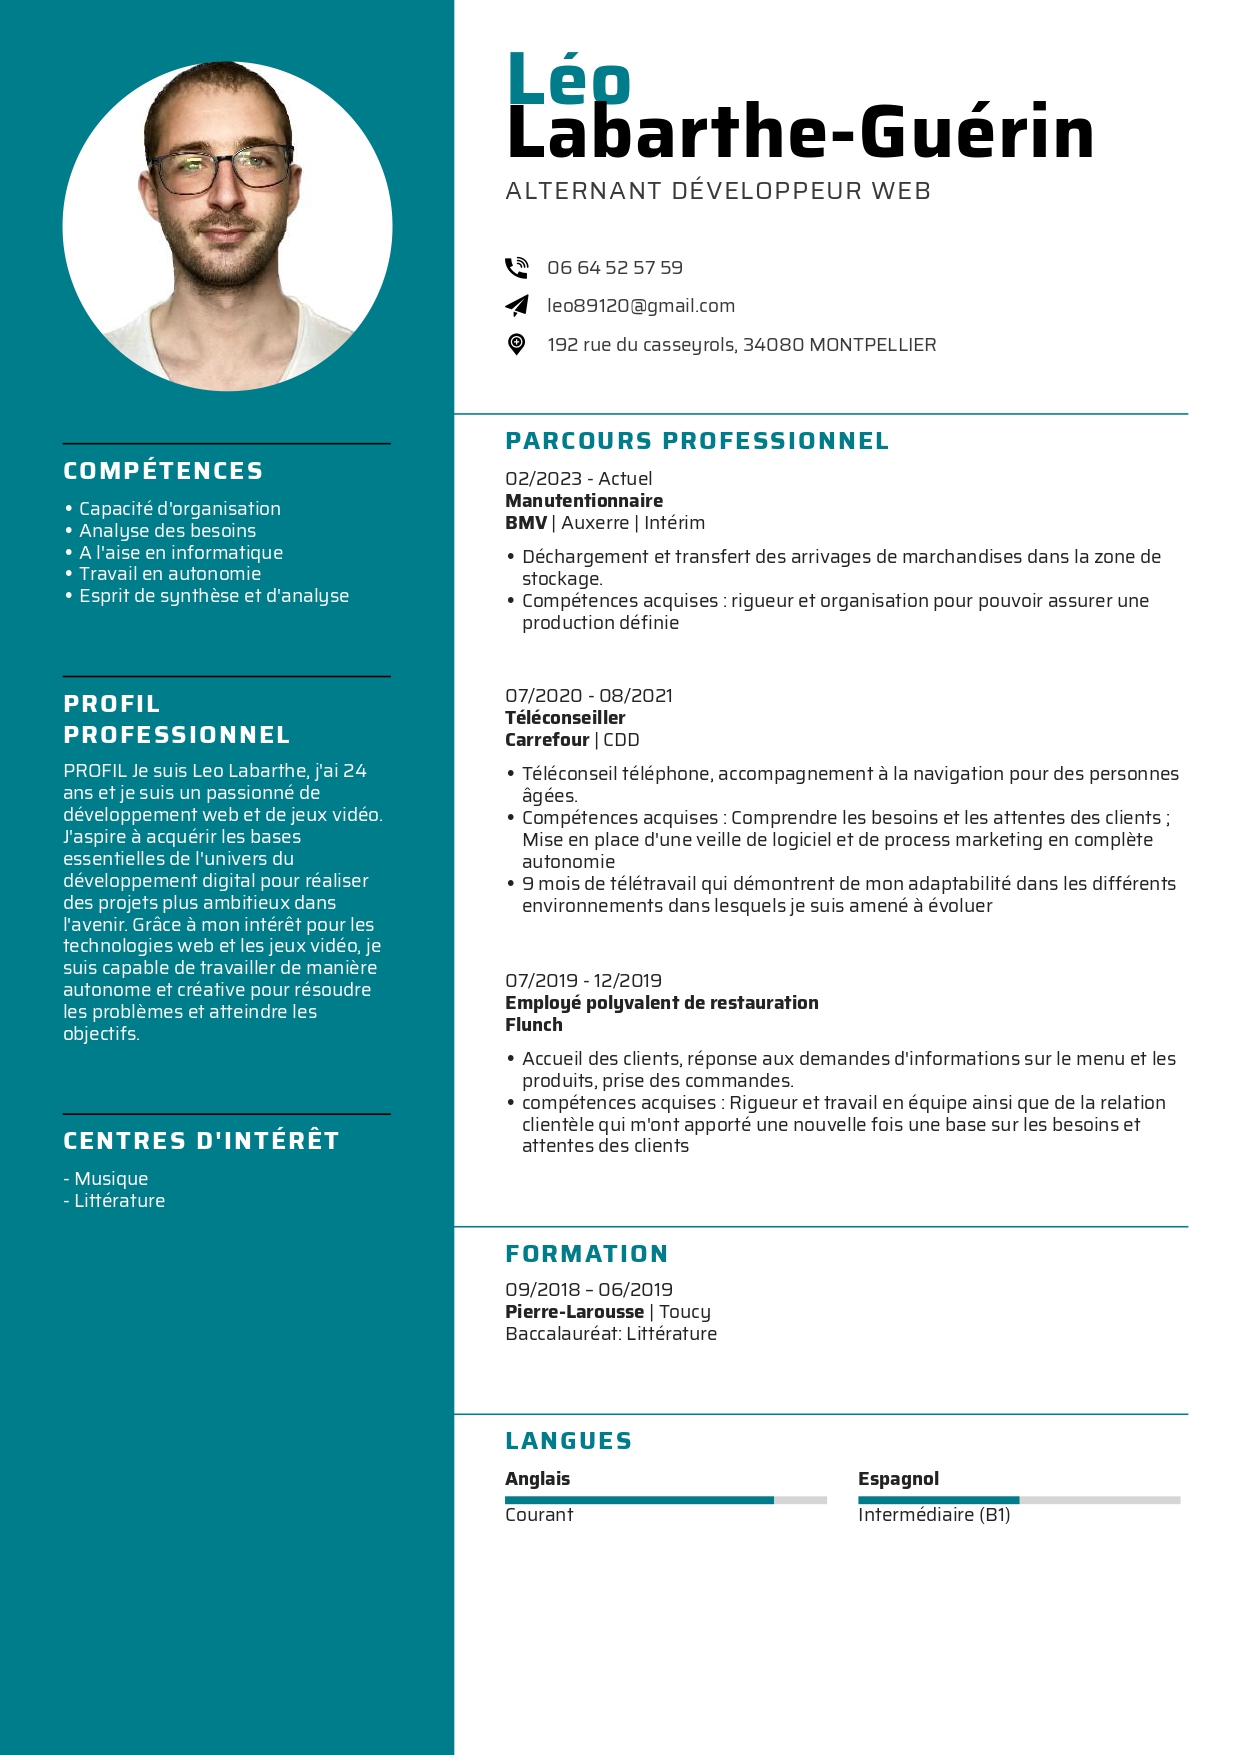 Léo
Labarthe-Guérin
ALTERNANT DÉVELOPPEUR WEB
06 64 52 57 59
leo89120@gmail.com
192 rue du casseyrols, 34080 MONTPELLIER
COMPÉTENCES
• Capacité d'organisation
• Analyse des besoins
• A l'aise en informatique
• Travail en autonomie
• Esprit de synthèse et d'analyse
PROFIL
PROFESSIONNEL
PROFIL Je suis Leo Labarthe, j'ai 24
ans et je suis un passionné de
développement web et de jeux vidéo.
J'aspire à acquérir les bases
essentielles de l'univers du
développement digital pour réaliser
des projets plus ambitieux dans
l'avenir. Grâce à mon intérêt pour les
technologies web et les jeux vidéo, je
suis capable de travailler de manière
autonome et créative pour résoudre
les problèmes et atteindre les
objectifs.
CENTRES D'INTÉRÊT
- Musique
- Littérature
PARCOURS PROFESSIONNEL
02/2023 - Actuel
Manutentionnaire
BMV | Auxerre | Intérim
• Déchargement et transfert des arrivages de marchandises dans la zone de
stockage.
• Compétences acquises : rigueur et organisation pour pouvoir assurer une
production définie
07/2020 - 08/2021
Téléconseiller
Carrefour | CDD
• Téléconseil téléphone, accompagnement à la navigation pour des personnes
âgées.
• Compétences acquises : Comprendre les besoins et les attentes des clients ;
Mise en place d'une veille de logiciel et de process marketing en complète
autonomie
• 9 mois de télétravail qui démontrent de mon adaptabilité dans les différents
environnements dans lesquels je suis amené à évoluer
07/2019 - 12/2019
Employé polyvalent de restauration
Flunch
• Accueil des clients, réponse aux demandes d'informations sur le menu et les
produits, prise des commandes.
• compétences acquises : Rigueur et travail en équipe ainsi que de la relation
clientèle qui m'ont apporté une nouvelle fois une base sur les besoins et
attentes des clients
FORMATION
09/2018 – 06/2019
Pierre-Larousse | Toucy
Baccalauréat: Littérature
LANGUES
Anglais
Courant
Espagnol
Intermédiaire (B1)